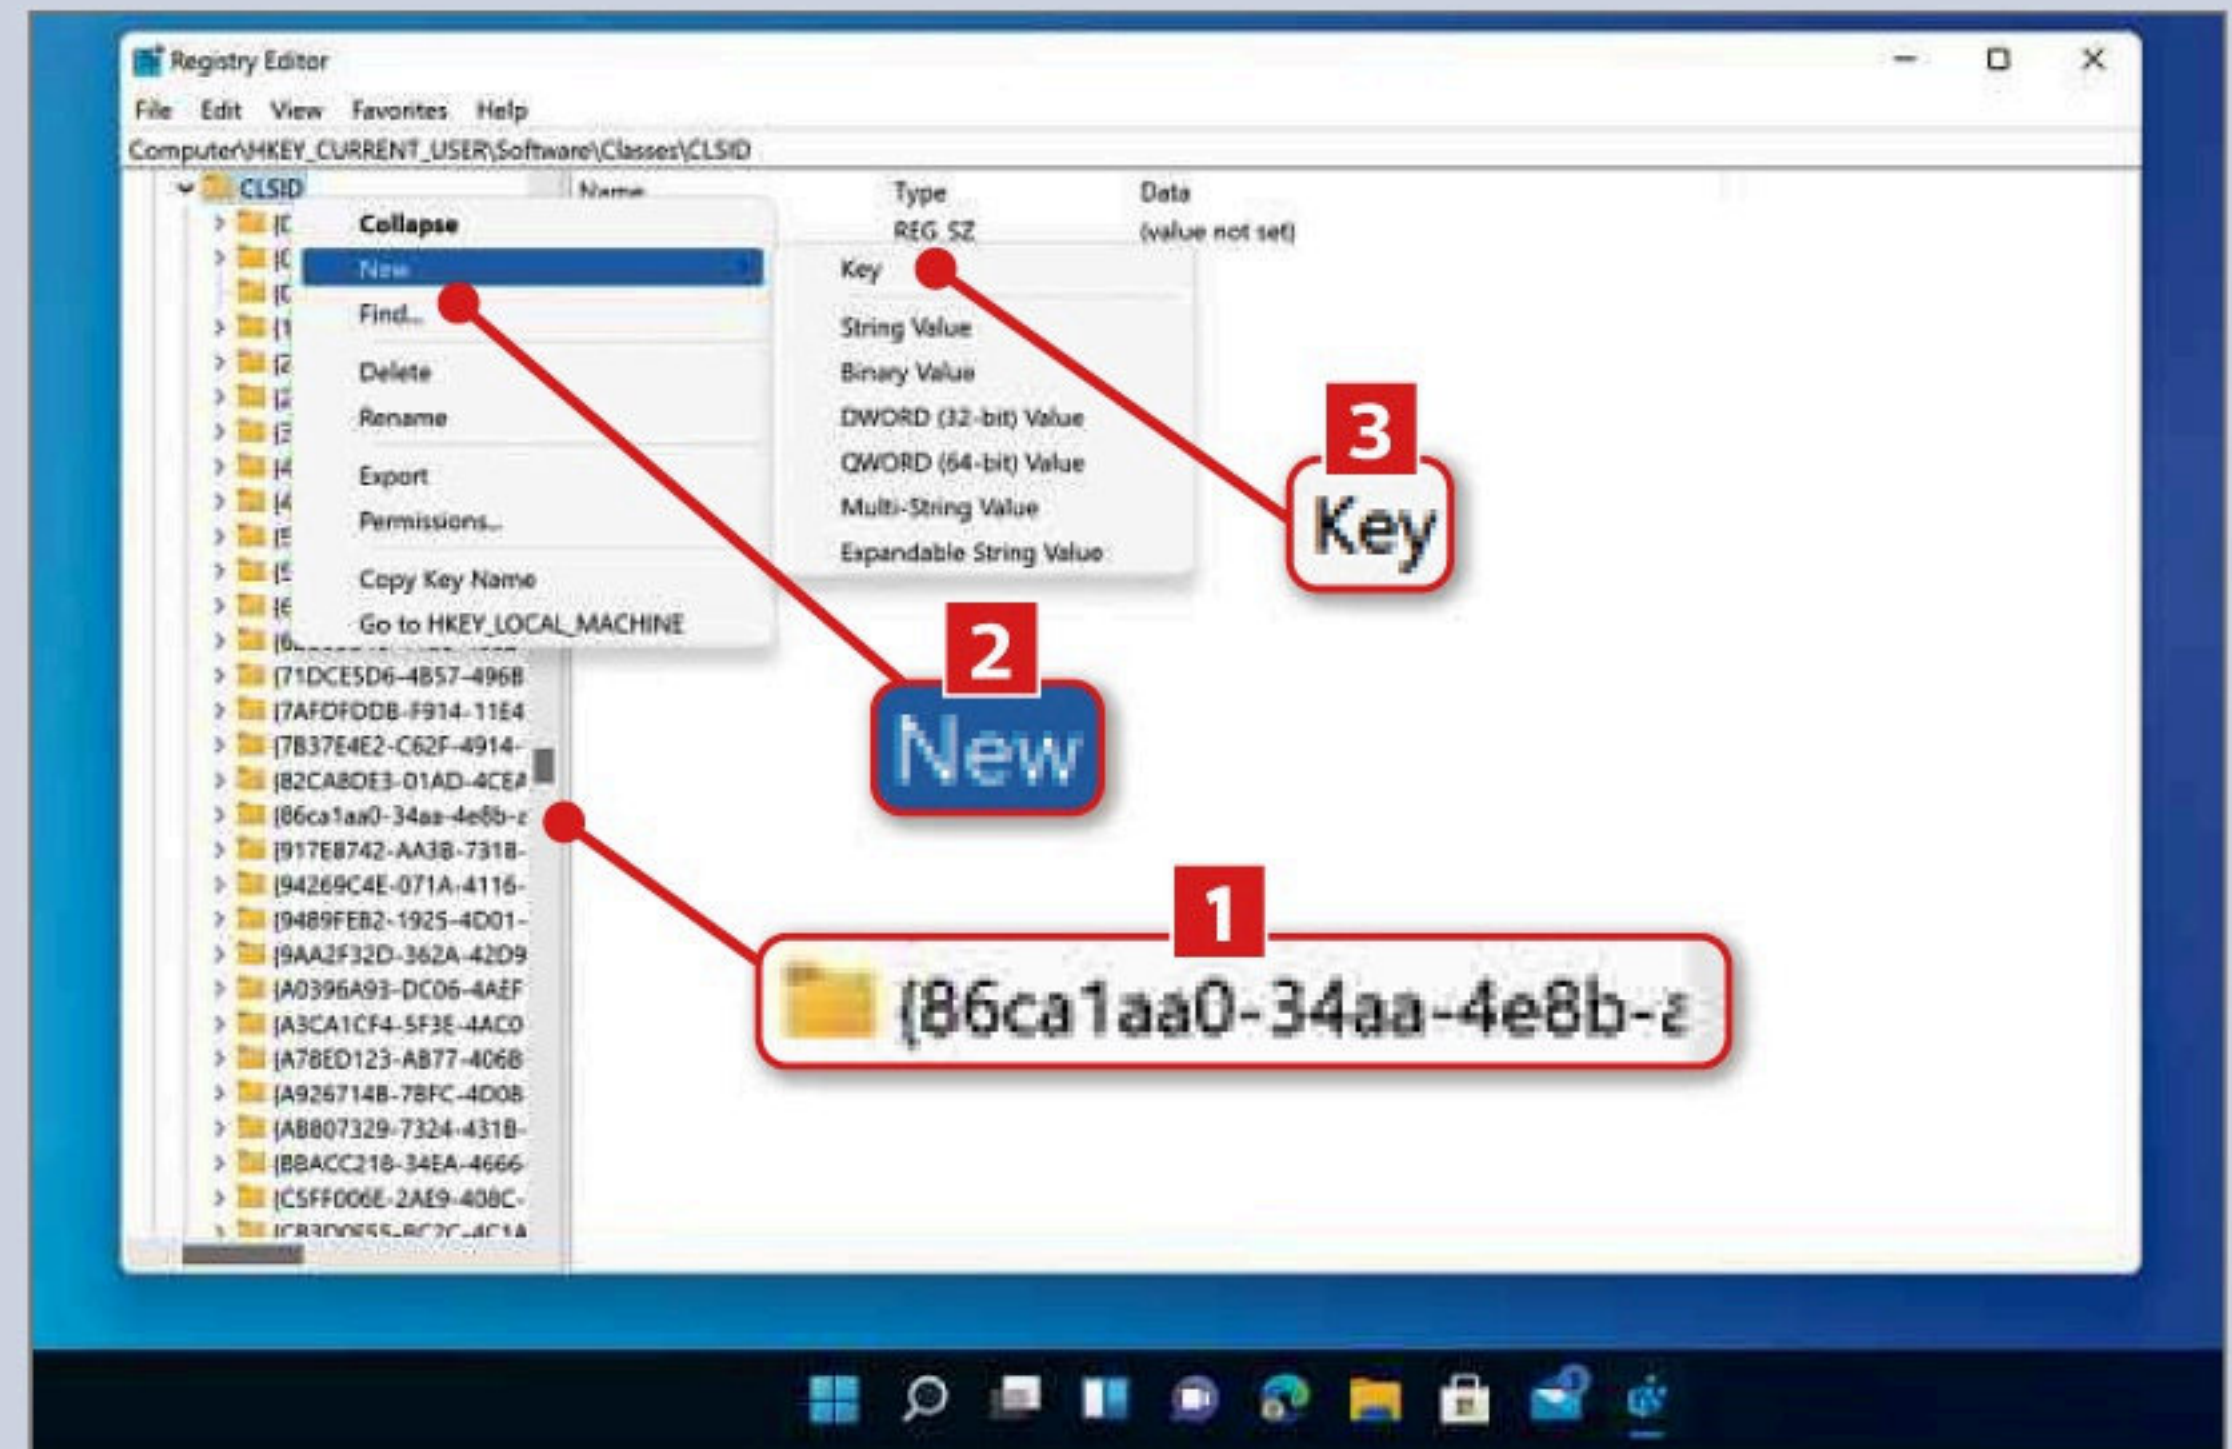 Registry Editor
File Edit View Favorites Help
Computer\HKEY_CURRENT_USER\Software\Classes\CLSID
CLSID
Name Type Data
REG_SZ (value not set)
Collapse
New
Find...
Delete
Rename
Export
Permissions...
Copy Key Name
Go to HKEY_LOCAL_MACHINE
Key
String Value
Binary Value
DWORD (32-bit) Value
QWORD (64-bit) Value
Multi-String Value
Expandable String Value
3
Key
2
New
{71DCE5D6-4B57-496B
{7AFDFDDB-F914-11E4
{7B37E4E2-C62F-4914-
{82CA8DE3-01AD-4CEA
{86ca1aa0-34aa-4e8b-a
{917E8742-AA3B-7318-
{94269C4E-071A-4116-
{9489FEB2-1925-4D01-
{9AA2F32D-362A-42D9
{A0396A93-DC06-4AEF
{A3CA1CF4-5F3E-4AC0
{A78ED123-AB77-406B
{A926714B-7BFC-4D08
{AB807329-7324-431B-
{BBACC218-34EA-4666-
{C5FF006E-2AE9-408C-
1
{86ca1aa0-34aa-4e8b-a